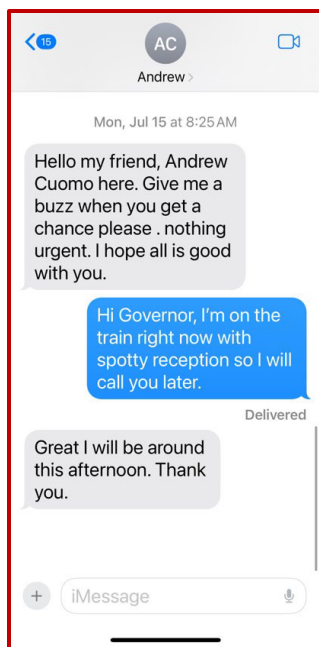 15
AC
Andrew
Mon, Jul 15 at 8:25 AM
Hello my friend, Andrew
Cuomo here. Give me a
buzz when you get a
chance please . nothing
urgent. I hope all is good
with you.
Hi Governor, I'm on the
train right now with
spotty reception so I will
call you later.
Delivered
Great I will be around
this afternoon. Thank
you.
iMessage